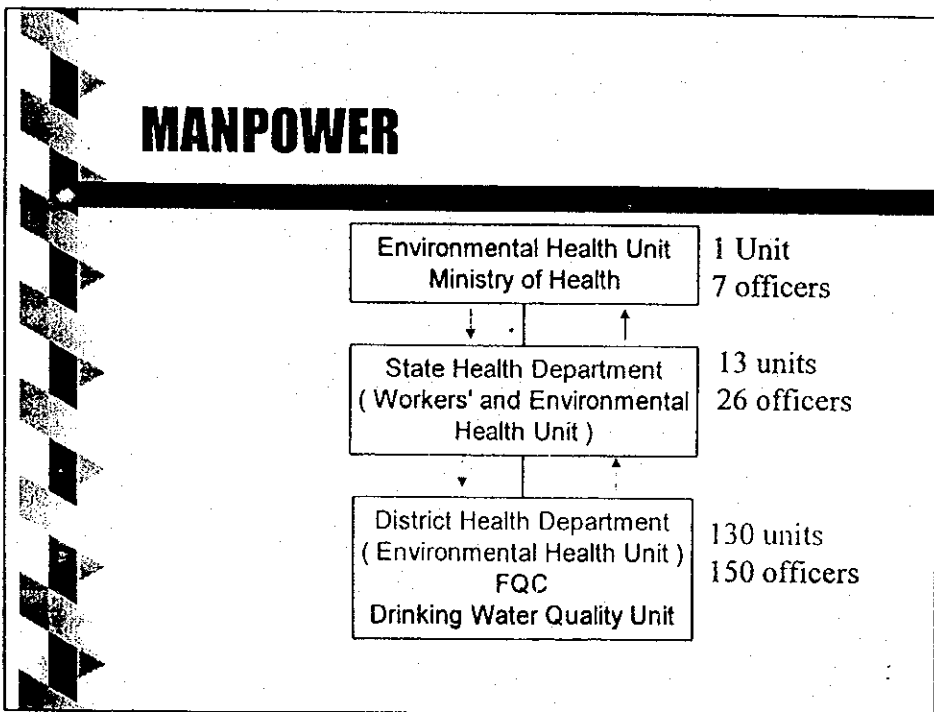 MANPOWER
Environmental Health Unit
Ministry of Health
1 Unit
7 officers
State Health Department
( Workers' and Environmental
Health Unit )
13 units
26 officers
District Health Department
( Environmental Health Unit )
FQC
Drinking Water Quality Unit
130 units
150 officers